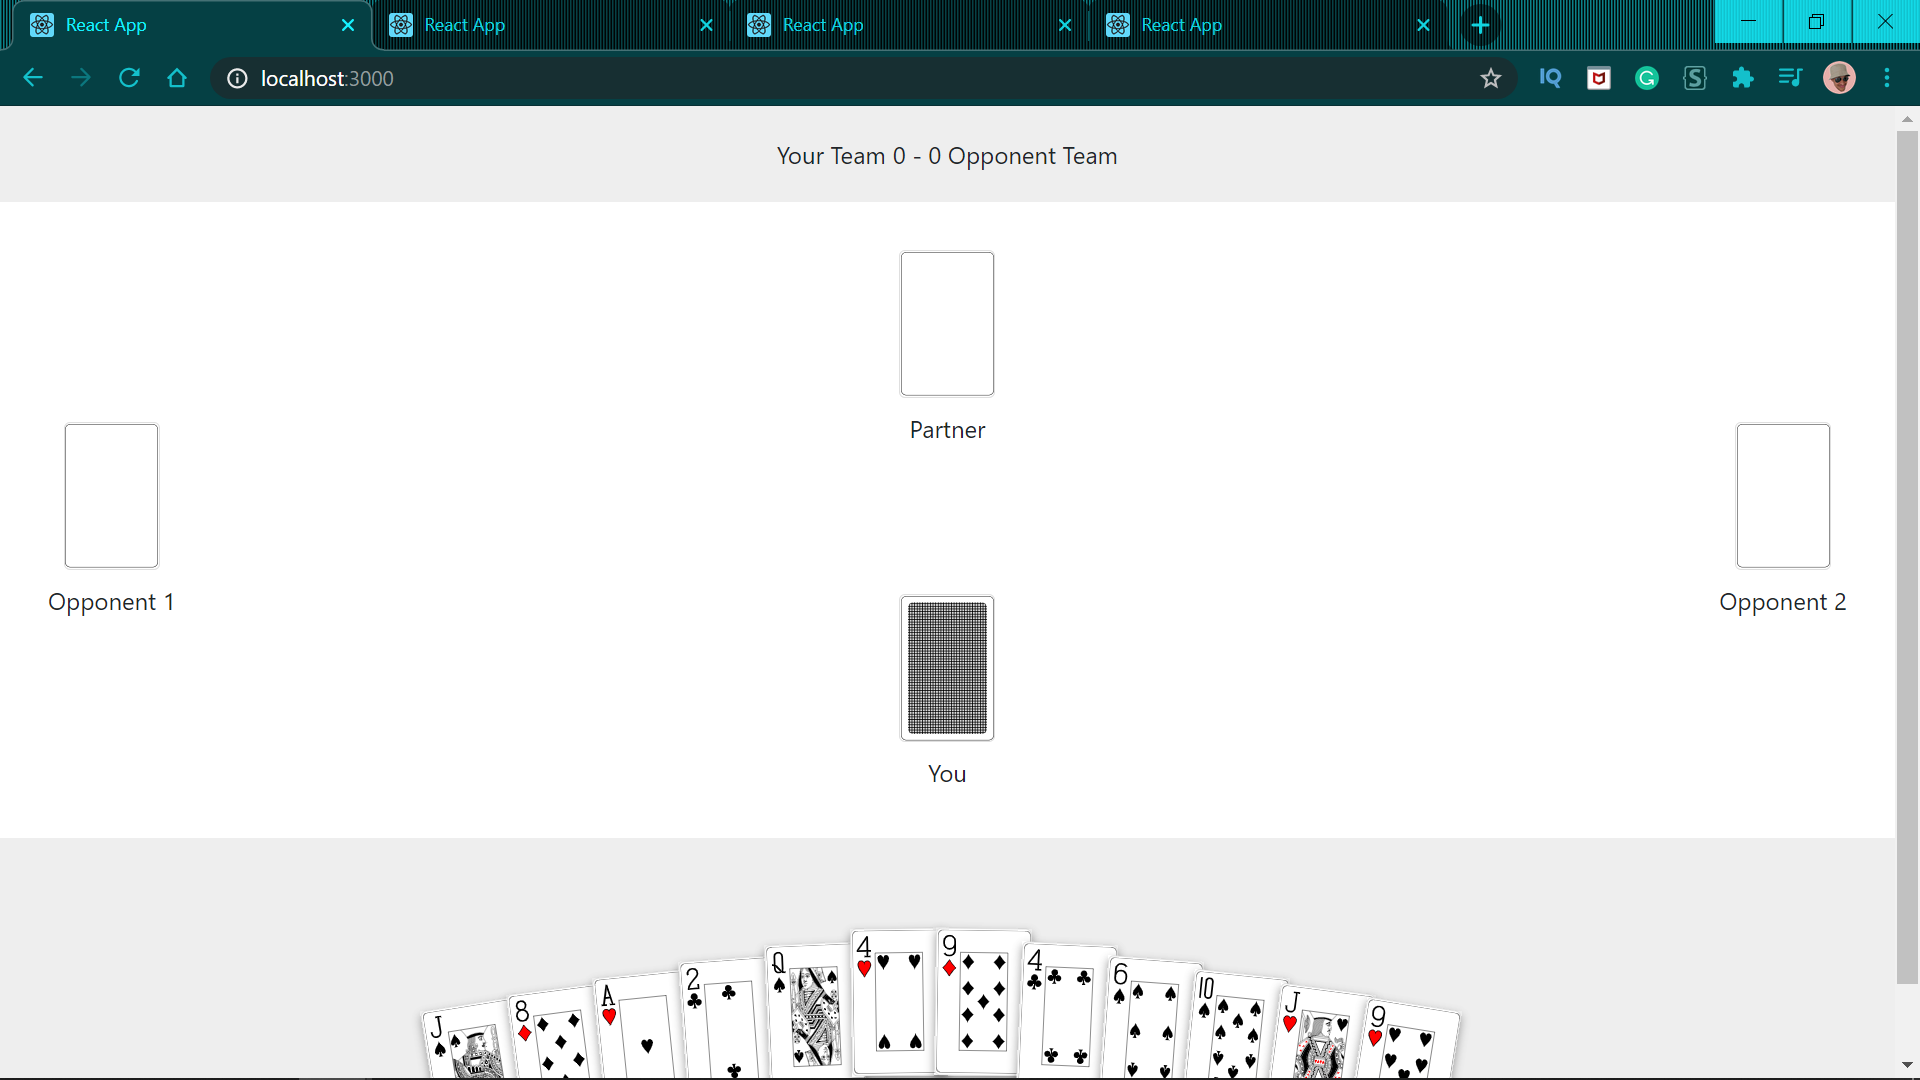 React App
React App
React App
React App
localhost:3000
IQ
Your Team 0 - 0 Opponent Team
Partner
Opponent 1
Opponent 2
You
J
8
A
2
Q
4
9
4
6
10
J
9